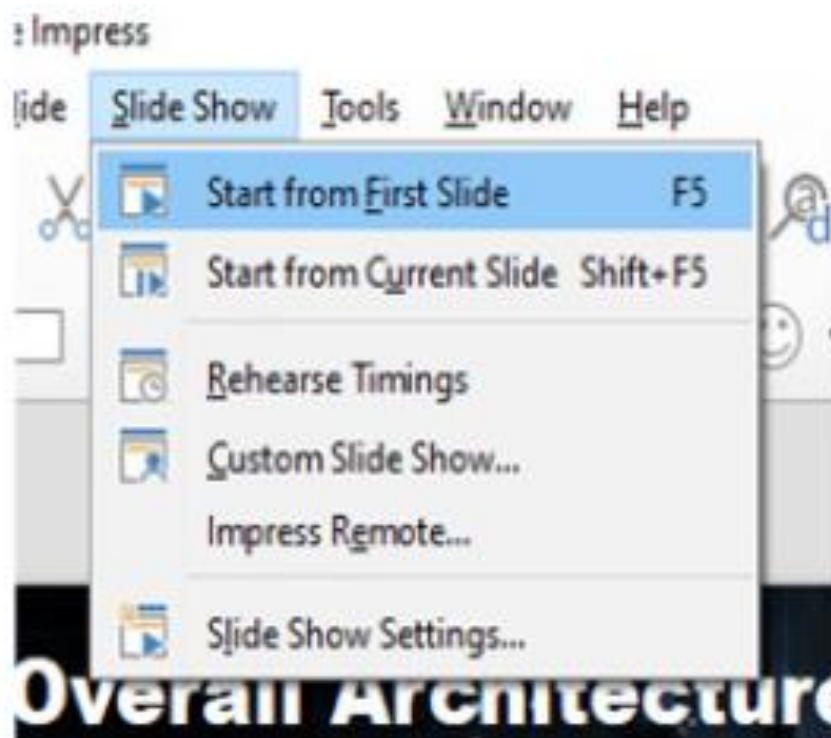 Impress
lide Slide Show Tools Window Help
Start from First Slide F5
Start from Current Slide Shift+F5
Rehearse Timings
Custom Slide Show...
Impress Remote...
Slide Show Settings...
Overall Architecture